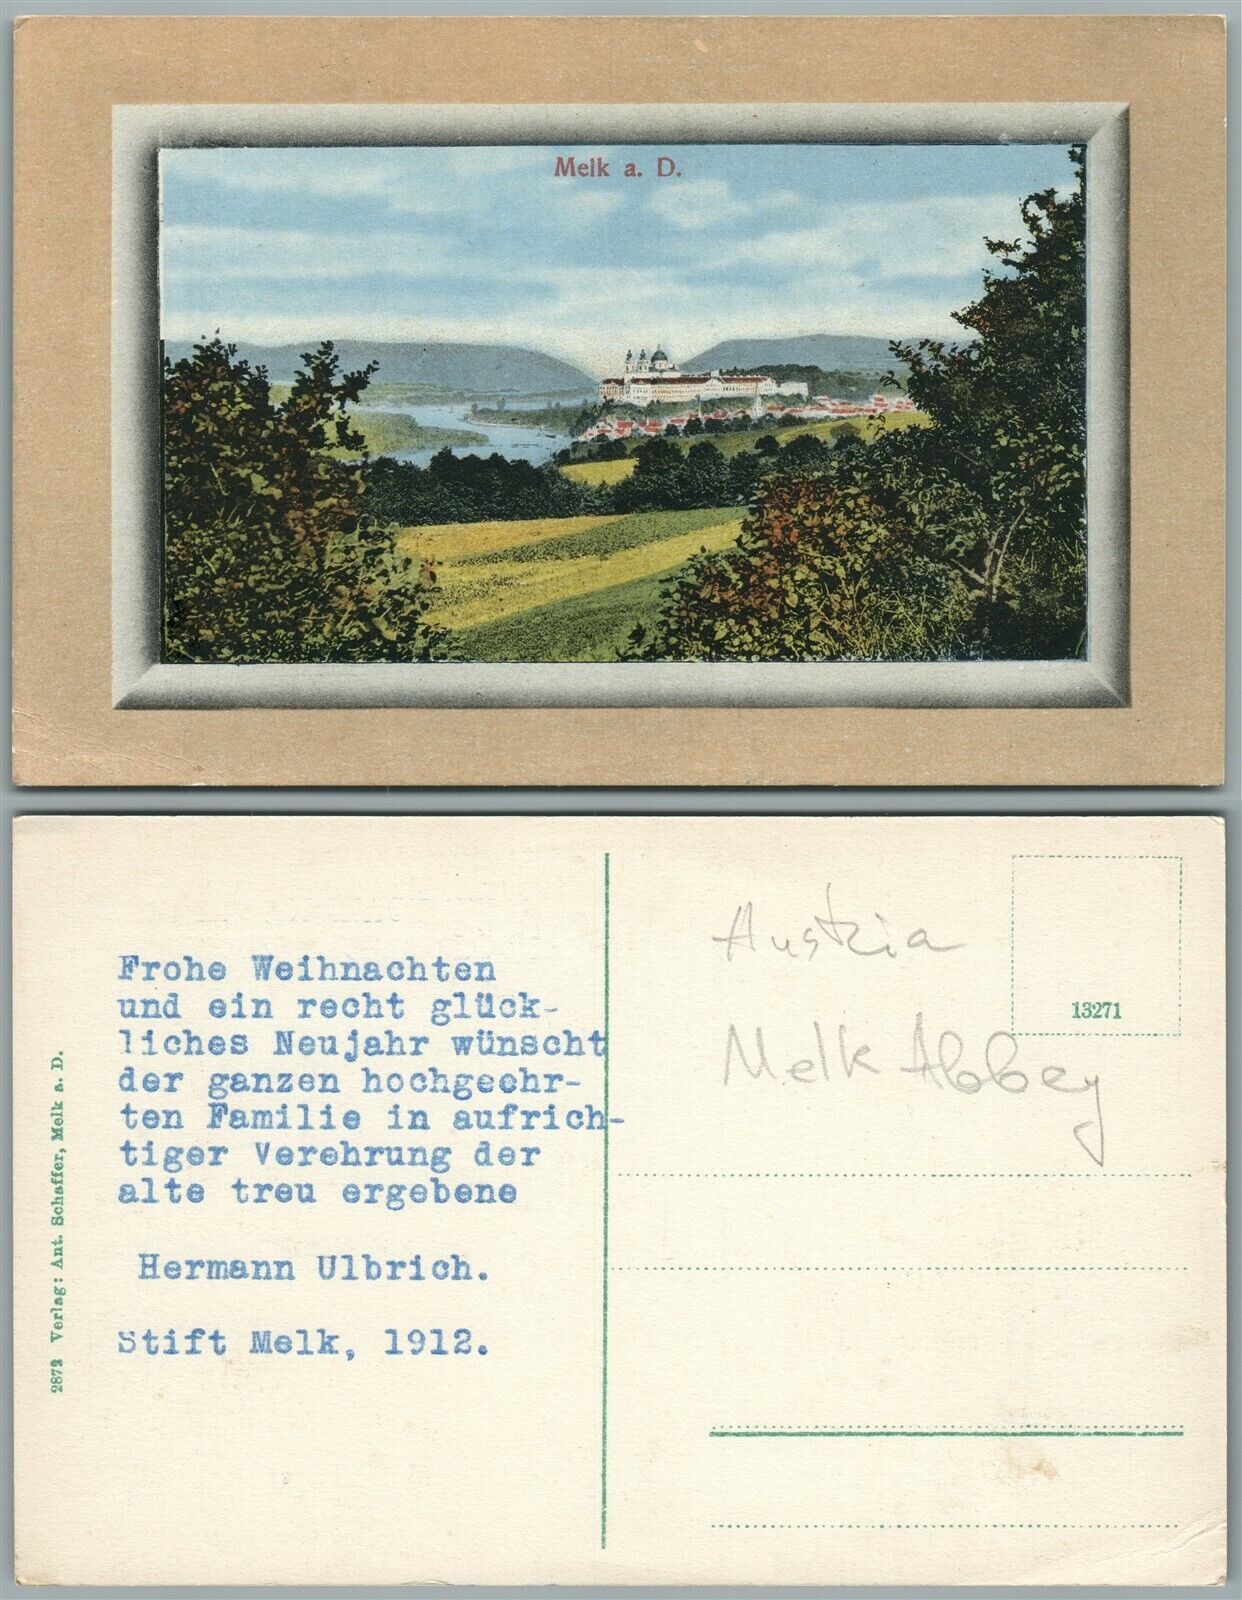 Melk a. D.
Frohe Weihnachten
und ein recht glück-
liches Neujahr wünscht
der ganzen hochgeehr-
ten Familie in aufrich-
tiger Verehrung der
alte treu ergebene
Hermann Ulbrich.
Stift Melk, 1912.
2872 Verlag: Ant. Schaffer, Melk a. D.
Austria
13271
Melk Abbey